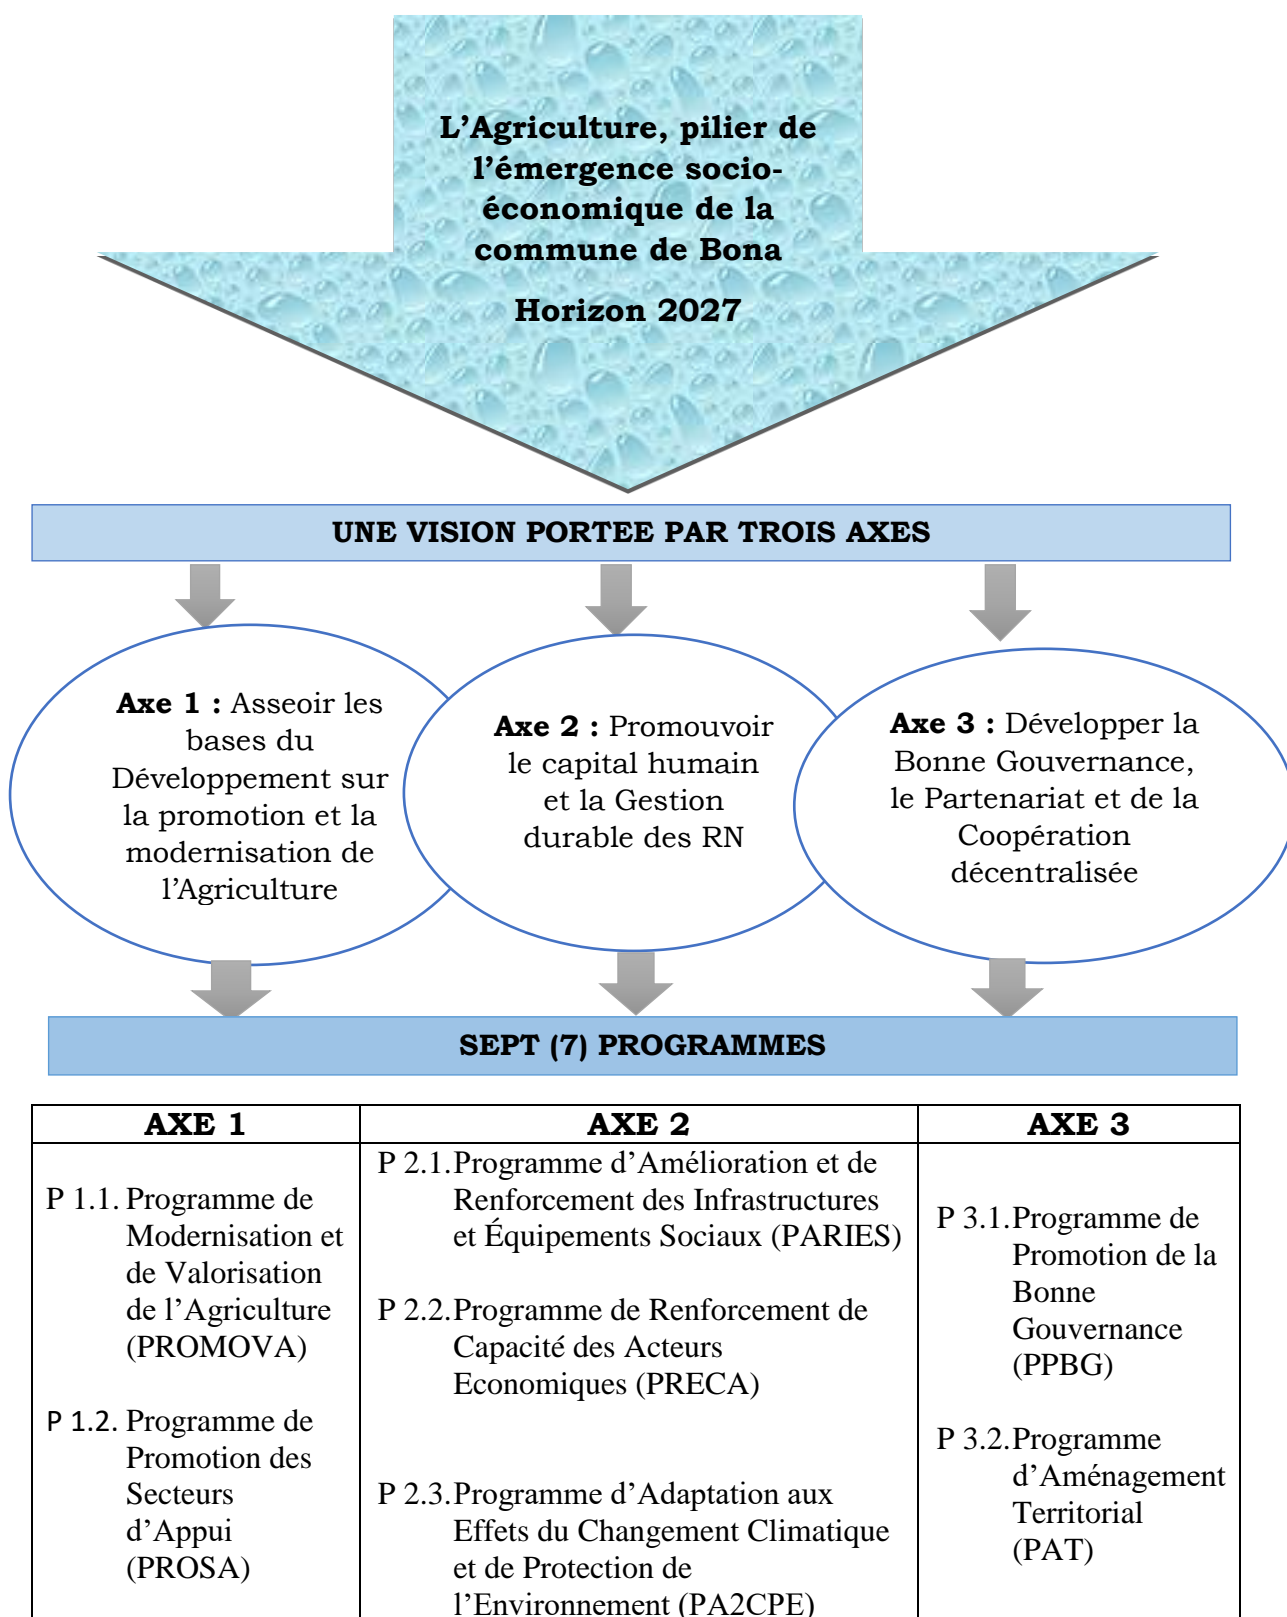 L’Agriculture, pilier de
l’émergence socio-
économique de la
commune de Bona
Horizon 2027
UNE VISION PORTEE PAR TROIS AXES
Axe 1 : Asseoir les
bases du
Développement sur
la promotion et la
modernisation de
l’Agriculture
Axe 2 : Promouvoir
le capital humain
et la Gestion
durable des RN
Axe 3 : Développer la
Bonne Gouvernance,
le Partenariat et de la
Coopération
décentralisée
SEPT (7) PROGRAMMES
AXE 1
P 1.1. Programme de
Modernisation et
de Valorisation
de l’Agriculture
(PROMOVA)
P 1.2. Programme de
Promotion des
Secteurs
d’Appui
(PROSA)
AXE 2
P 2.1.Programme d’Amélioration et de
Renforcement des Infrastructures
et Équipements Sociaux (PARIES)
P 2.2.Programme de Renforcement de
Capacité des Acteurs
Economiques (PRECA)
P 2.3.Programme d’Adaptation aux
Effets du Changement Climatique
et de Protection de
l’Environnement (PA2CPE)
AXE 3
P 3.1.Programme de
Promotion de la
Bonne
Gouvernance
(PPBG)
P 3.2.Programme
d’Aménagement
Territorial
(PAT)